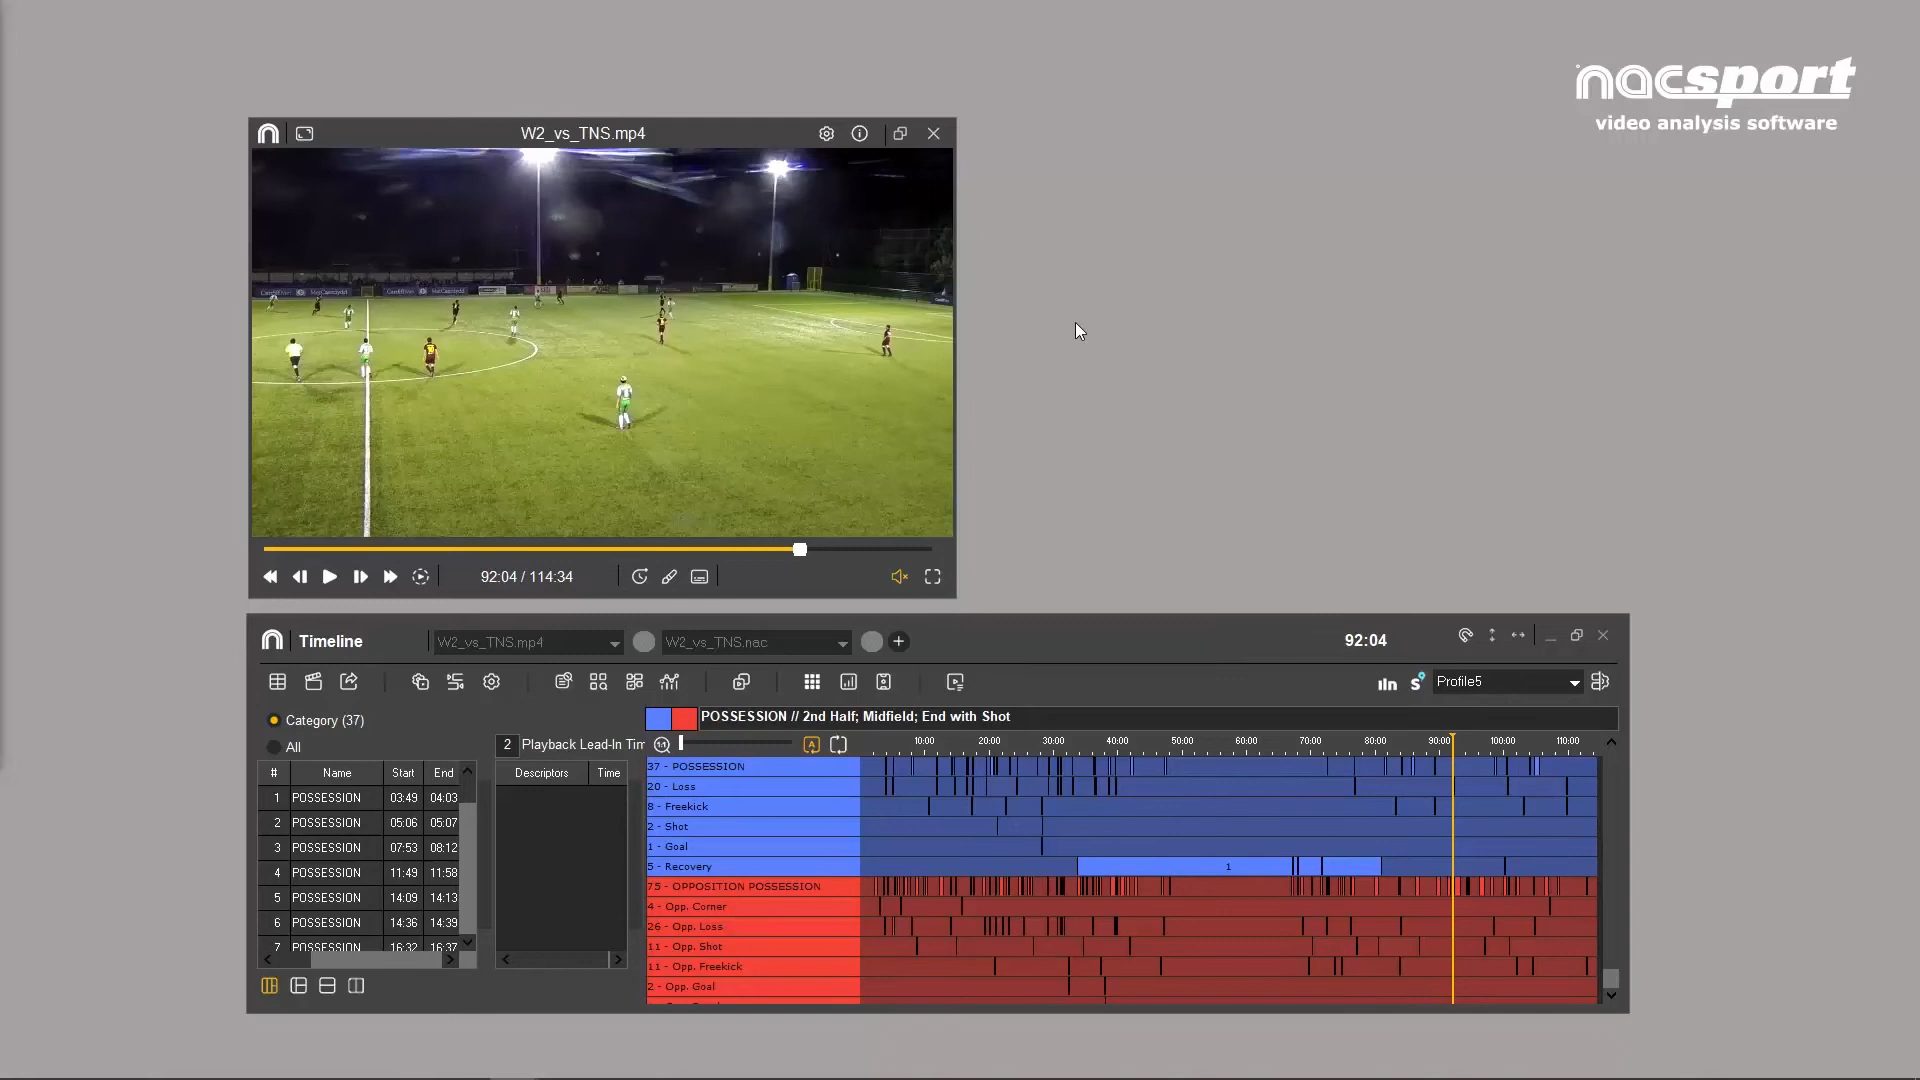 nacsport
video analysis software
W2_vs_TNS.mp4
92:04 / 114:34
Timeline
W2_vs_TNS.mp4
W2_vs_TNS.nac
92:04
Profile5
Category (37)
All
POSSESSION // 2nd Half; Midfield; End with Shot
2 Playback Lead-In Tim
10:00 20:00 30:00 40:00 50:00 60:00 70:00 80:00 90:00 100:00 110:00
# Name Start End
Descriptors Time
1 POSSESSION 03:49 04:03
2 POSSESSION 05:06 05:07
3 POSSESSION 07:53 08:12
4 POSSESSION 11:49 11:58
5 POSSESSION 14:09 14:13
6 POSSESSION 14:36 14:39
7 POSSESSION 16:32 16:37
37 - POSSESSION
20 - Loss
8 - Freekick
2 - Shot
1 - Goal
5 - Recovery
1
75 - OPPOSITION POSSESSION
4 - Opp. Corner
26 - Opp. Loss
11 - Opp. Shot
11 - Opp. Freekick
2 - Opp. Goal